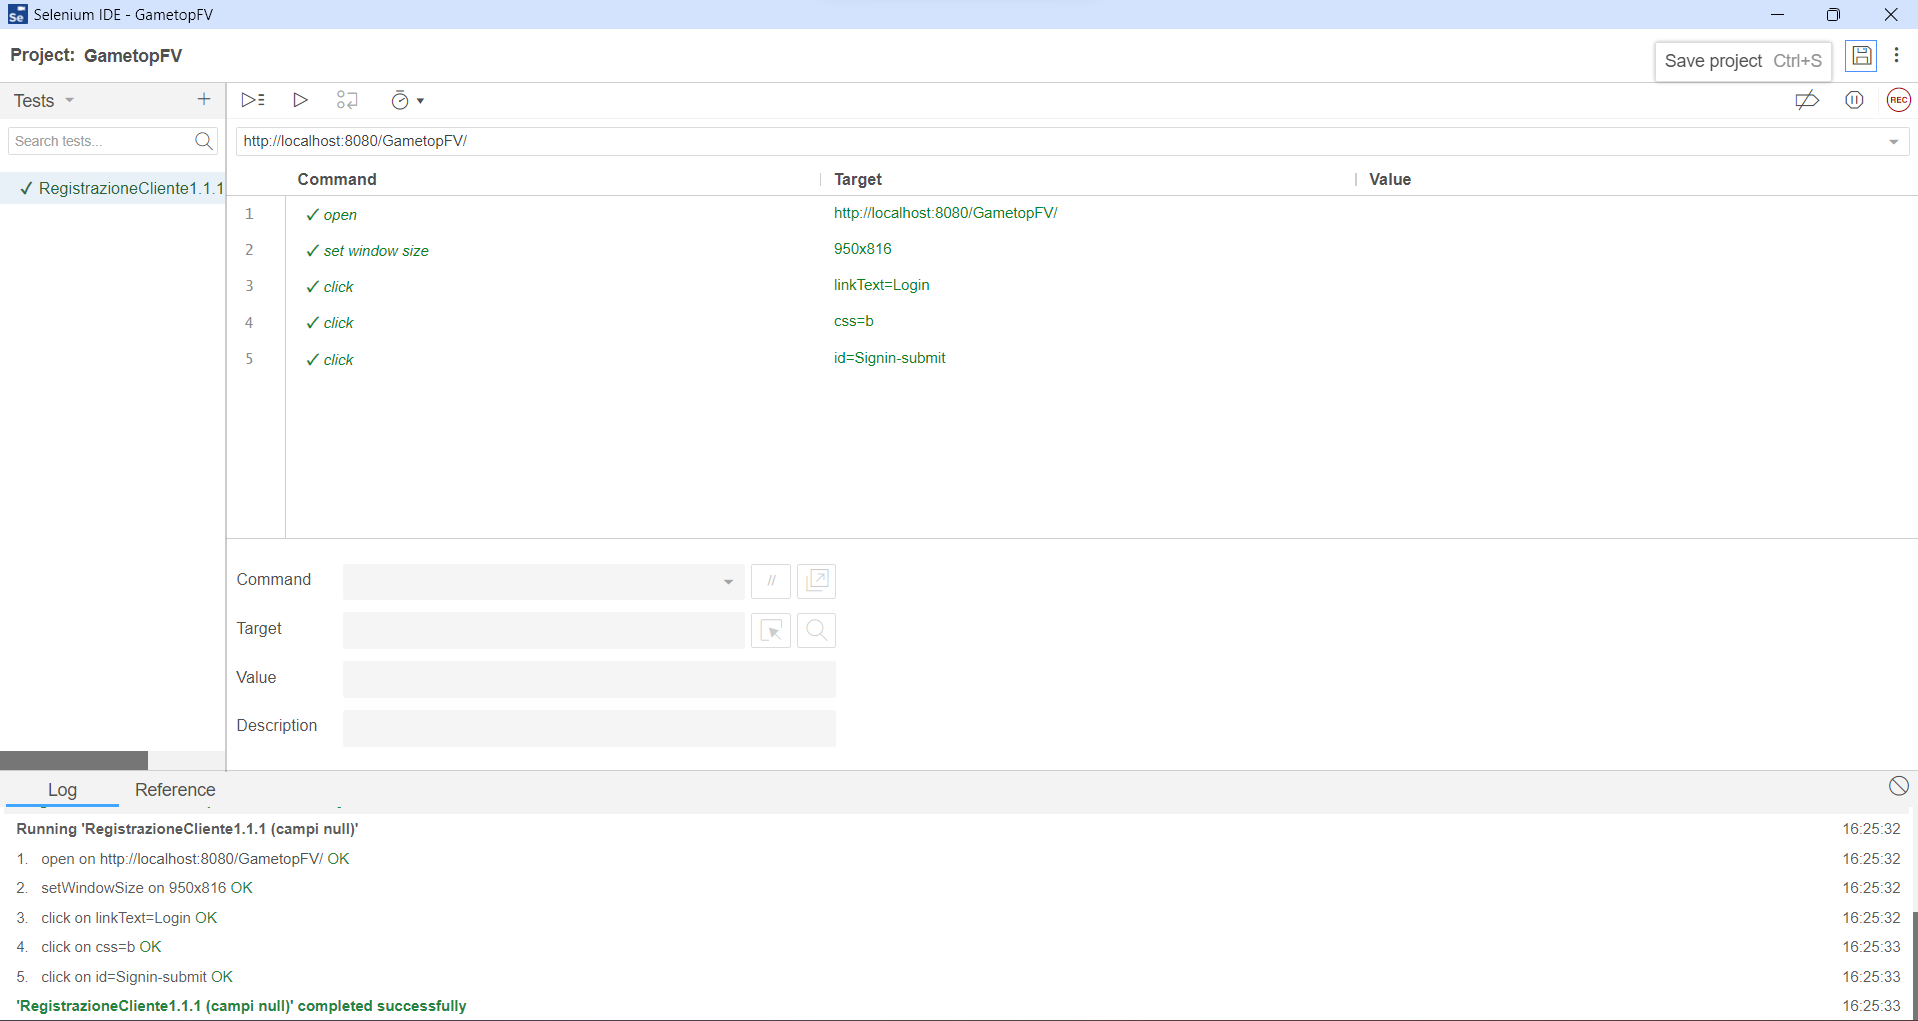 Selenium IDE - GametopFV
Project: GametopFV
Save project Ctrl+S
Tests
REC
Search tests...
http://localhost:8080/GametopFV/
Command Target Value
✓ RegistrazioneCliente1.1.1
1 ✓ open http://localhost:8080/GametopFV/
2 ✓ set window size 950x816
3 ✓ click linkText=Login
4 ✓ click css=b
5 ✓ click id=Signin-submit
Command //
Target
Value
Description
Log Reference
Running 'RegistrazioneCliente1.1.1 (campi null)' 16:25:32
1. open on http://localhost:8080/GametopFV/ OK 16:25:32
2. setWindowSize on 950x816 OK 16:25:32
3. click on linkText=Login OK 16:25:32
4. click on css=b OK 16:25:33
5. click on id=Signin-submit OK 16:25:33
'RegistrazioneCliente1.1.1 (campi null)' completed successfully 16:25:33